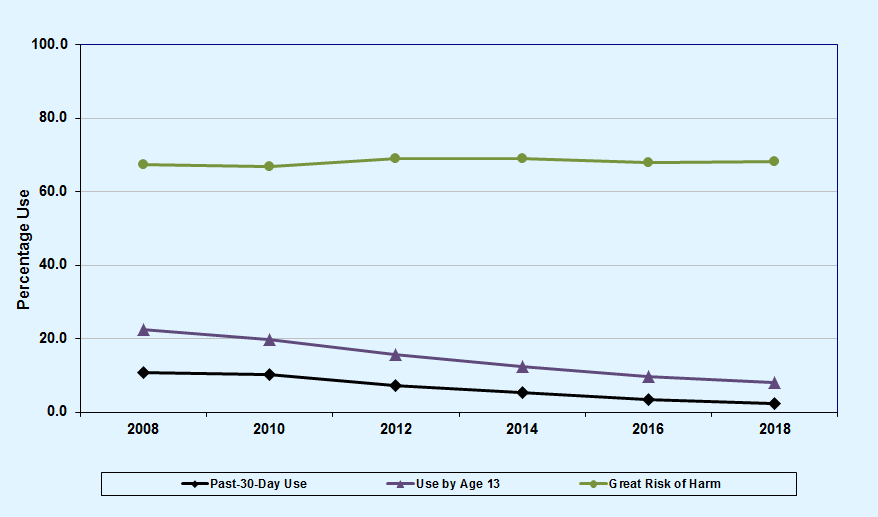 100.0
80.0
60.0
40.0
20.0
0.0
Percentage Use
2008 2010 2012 2014 2016 2018
Past-30-Day Use Use by Age 13 Great Risk of Harm